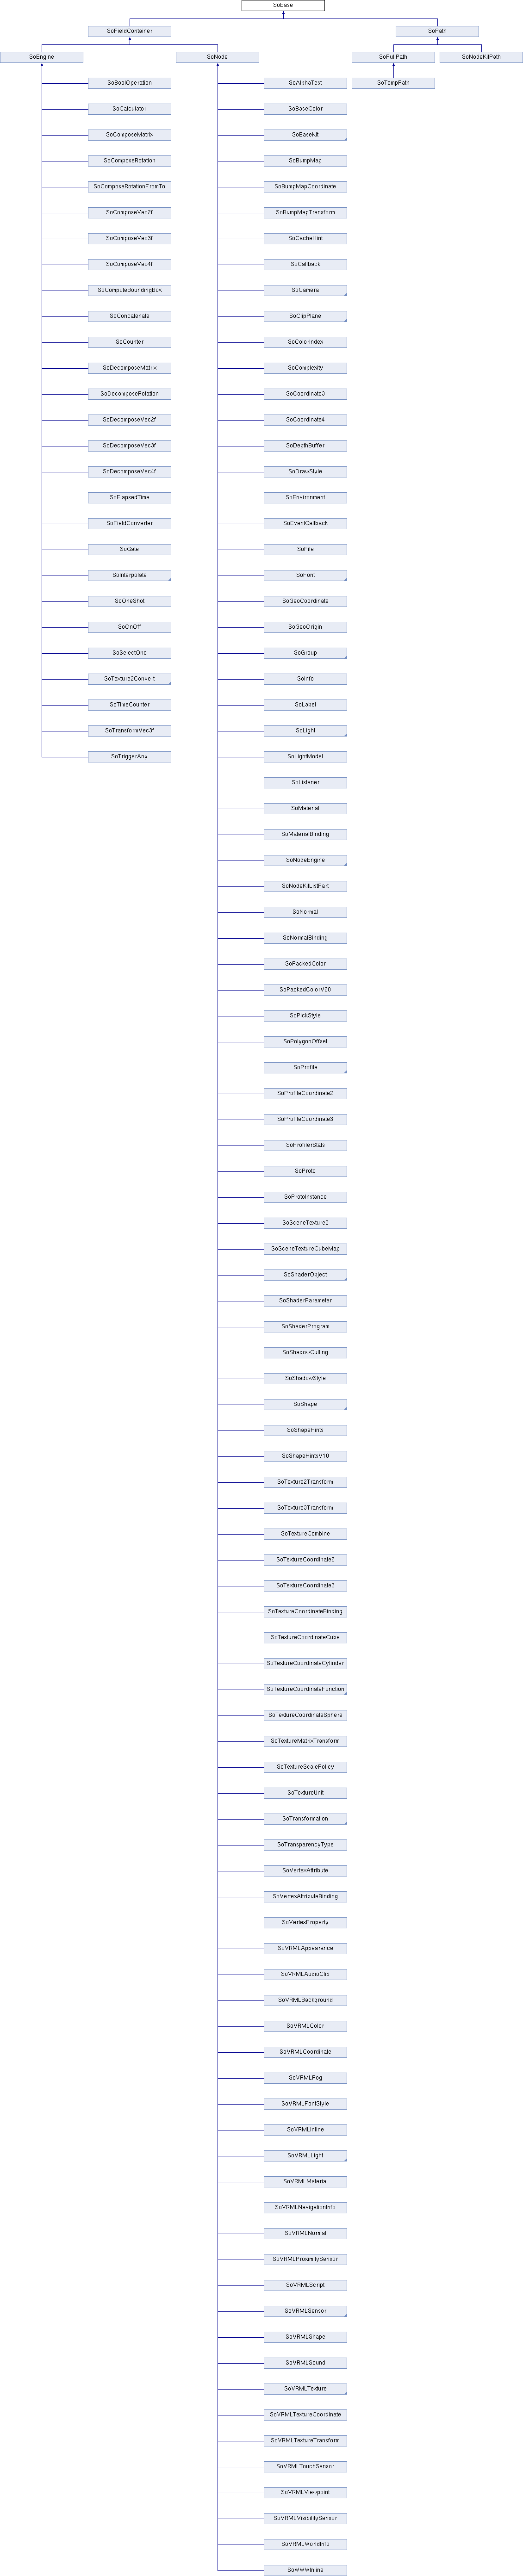 SoBase
SoFieldContainer
SoPath
SoEngine
SoNode
SoFullPath
SoNodeKitPath
SoBoolOperation
SoCalculator
SoComposeMatrix
SoComposeRotation
SoComposeRotationFromTo
SoComposeVec2f
SoComposeVec3f
SoComposeVec4f
SoComputeBoundingBox
SoConcatenate
SoCounter
SoDecomposeMatrix
SoDecomposeRotation
SoDecomposeVec2f
SoDecomposeVec3f
SoDecomposeVec4f
SoElapsedTime
SoFieldConverter
SoGate
SoInterpolate
SoOneShot
SoOnOff
SoSelectOne
SoTexture2Convert
SoTimeCounter
SoTransformVec3f
SoTriggerAny
SoAlphaTest
SoBaseColor
SoBaseKit
SoBumpMap
SoBumpMapCoordinate
SoBumpMapTransform
SoCacheHint
SoCallback
SoCamera
SoClipPlane
SoColorIndex
SoComplexity
SoCoordinate3
SoCoordinate4
SoDepthBuffer
SoDrawStyle
SoEnvironment
SoEventCallback
SoFile
SoFont
SoGeoCoordinate
SoGeoOrigin
SoGroup
SoInfo
SoLabel
SoLight
SoLightModel
SoListener
SoMaterial
SoMaterialBinding
SoNodeEngine
SoNodeKitListPart
SoNormal
SoNormalBinding
SoPackedColor
SoPackedColorV20
SoPickStyle
SoPolygonOffset
SoProfile
SoProfileCoordinate2
SoProfileCoordinate3
SoProfilerStats
SoProto
SoProtoInstance
SoSceneTexture2
SoSceneTextureCubeMap
SoShaderObject
SoShaderParameter
SoShaderProgram
SoShadowCulling
SoShadowStyle
SoShape
SoShapeHints
SoShapeHintsV10
SoTexture2Transform
SoTexture3Transform
SoTextureCombine
SoTextureCoordinate2
SoTextureCoordinate3
SoTextureCoordinateBinding
SoTextureCoordinateCube
SoTextureCoordinateCylinder
SoTextureCoordinateFunction
SoTextureCoordinateSphere
SoTextureMatrixTransform
SoTextureScalePolicy
SoTextureUnit
SoTransformation
SoTransparencyType
SoVertexAttribute
SoVertexAttributeBinding
SoVertexProperty
SoVRMLAppearance
SoVRMLAudioClip
SoVRMLBackground
SoVRMLColor
SoVRMLCoordinate
SoVRMLFog
SoVRMLFontStyle
SoVRMLInline
SoVRMLLight
SoVRMLMaterial
SoVRMLNavigationInfo
SoVRMLNormal
SoVRMLProximitySensor
SoVRMLScript
SoVRMLSensor
SoVRMLShape
SoVRMLSound
SoVRMLTexture
SoVRMLTextureCoordinate
SoVRMLTextureTransform
SoVRMLTouchSensor
SoVRMLViewpoint
SoVRMLVisibilitySensor
SoVRMLWorldInfo
SoWWWInline
SoTempPath